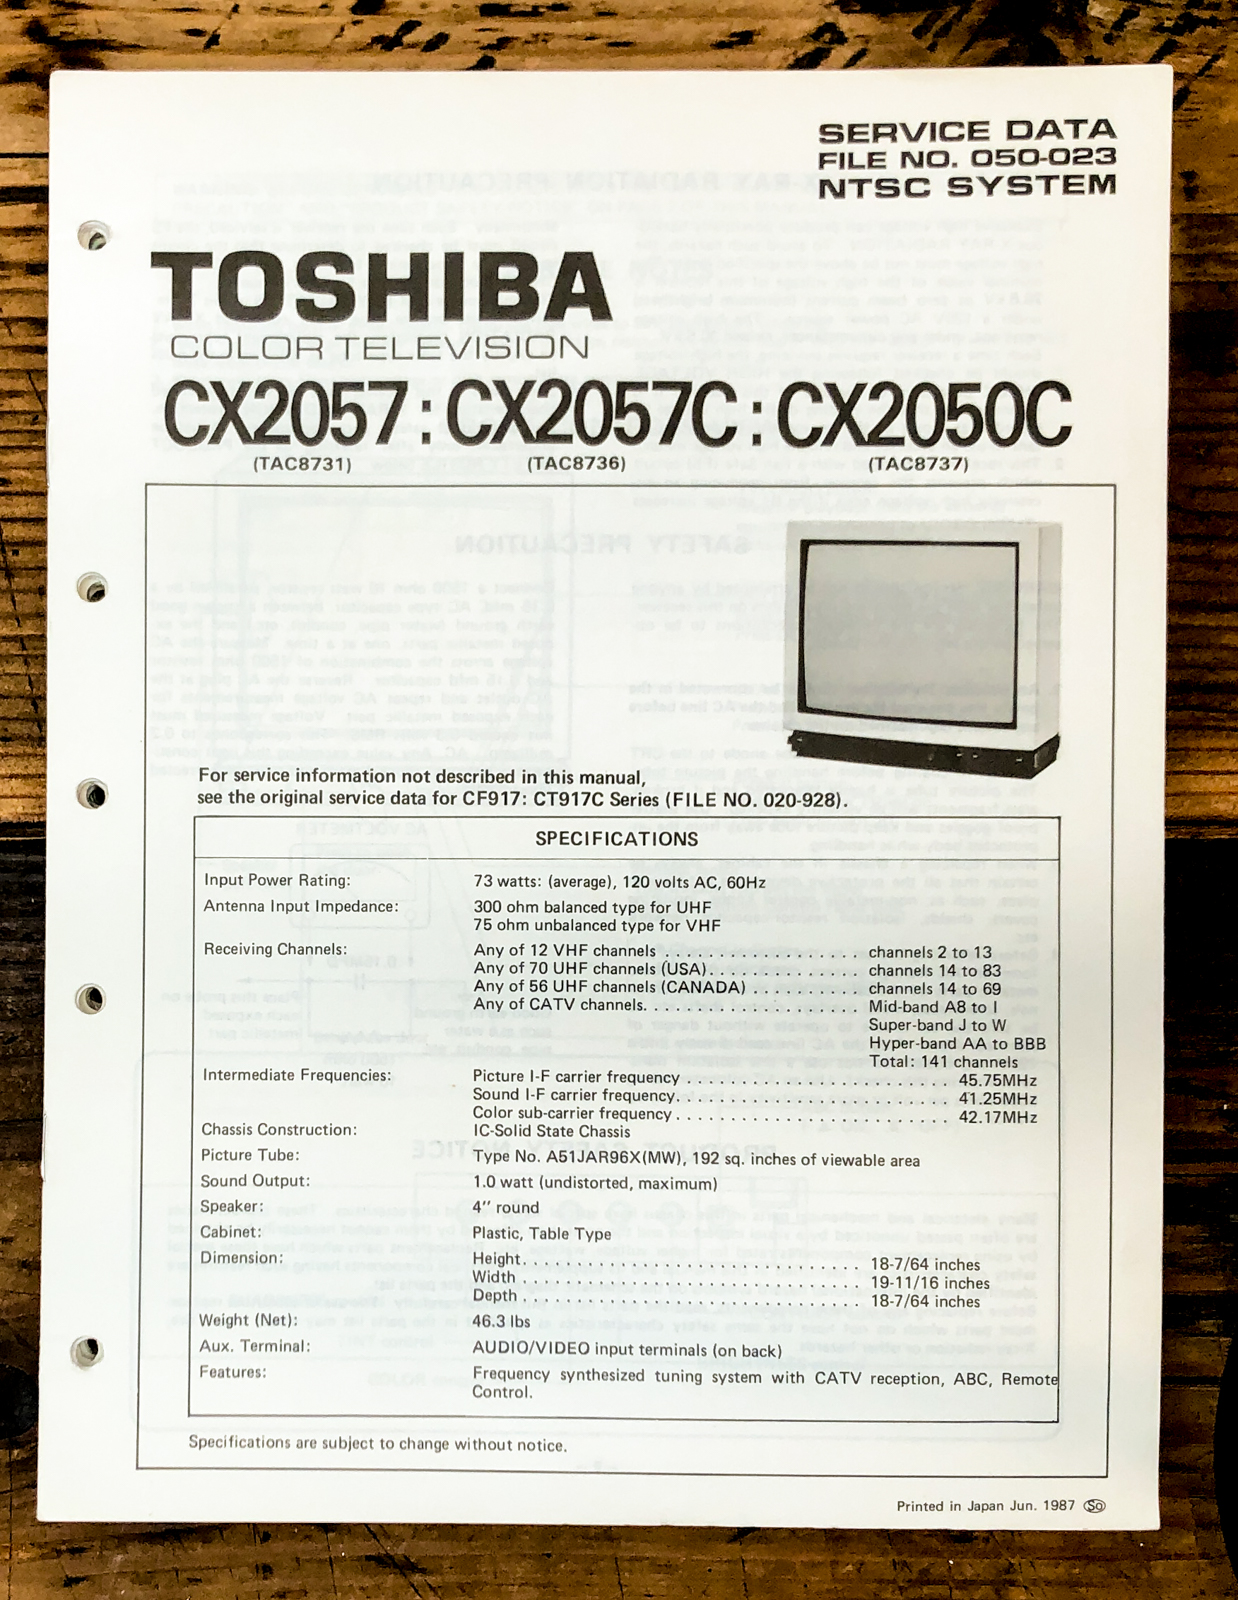 SERVICE DATA
FILE NO. 050-023
NTSC SYSTEM
TOSHIBA
COLOR TELEVISION
CX2057 : CX2057C : CX2050C
(TAC8731) (TAC8736) (TAC8737)
For service information not described in this manual,
see the original service data for CF917: CT917C Series (FILE NO. 020-928).
SPECIFICATIONS
Input Power Rating: 73 watts: (average), 120 volts AC, 60Hz
Antenna Input Impedance: 300 ohm balanced type for UHF
75 ohm unbalanced type for VHF
Receiving Channels: Any of 12 VHF channels . . . . . . . . . . . . . . . . . . . channels 2 to 13
Any of 70 UHF channels (USA). . . . . . . . . . . . . . . channels 14 to 83
Any of 56 UHF channels (CANADA) . . . . . . . . . . . channels 14 to 69
Any of CATV channels. . . . . . . . . . . . . . . . . . . . . Mid-band A8 to I
Super-band J to W
Hyper-band AA to BBB
Total: 141 channels
Intermediate Frequencies: Picture I-F carrier frequency . . . . . . . . . . . . . . . . . . . . . . . . . . 45.75MHz
Sound I-F carrier frequency. . . . . . . . . . . . . . . . . . . . . . . . . . . 41.25MHz
Color sub-carrier frequency . . . . . . . . . . . . . . . . . . . . . . . . . . . 42.17MHz
Chassis Construction: IC-Solid State Chassis
Picture Tube: Type No. A51JAR96X(MW), 192 sq. inches of viewable area
Sound Output: 1.0 watt (undistorted, maximum)
Speaker: 4'' round
Cabinet: Plastic, Table Type
Dimension: Height. . . . . . . . . . . . . . . . . . . . . . . . . . . . . . . . . 18-7/64 inches
Width . . . . . . . . . . . . . . . . . . . . . . . . . . . . . . . . . 19-11/16 inches
Depth . . . . . . . . . . . . . . . . . . . . . . . . . . . . . . . . . 18-7/64 inches
Weight (Net): 46.3 lbs
Aux. Terminal: AUDIO/VIDEO input terminals (on back)
Features: Frequency synthesized tuning system with CATV reception, ABC, Remote
Control.
Specifications are subject to change without notice.
Printed in Japan Jun. 1987 So